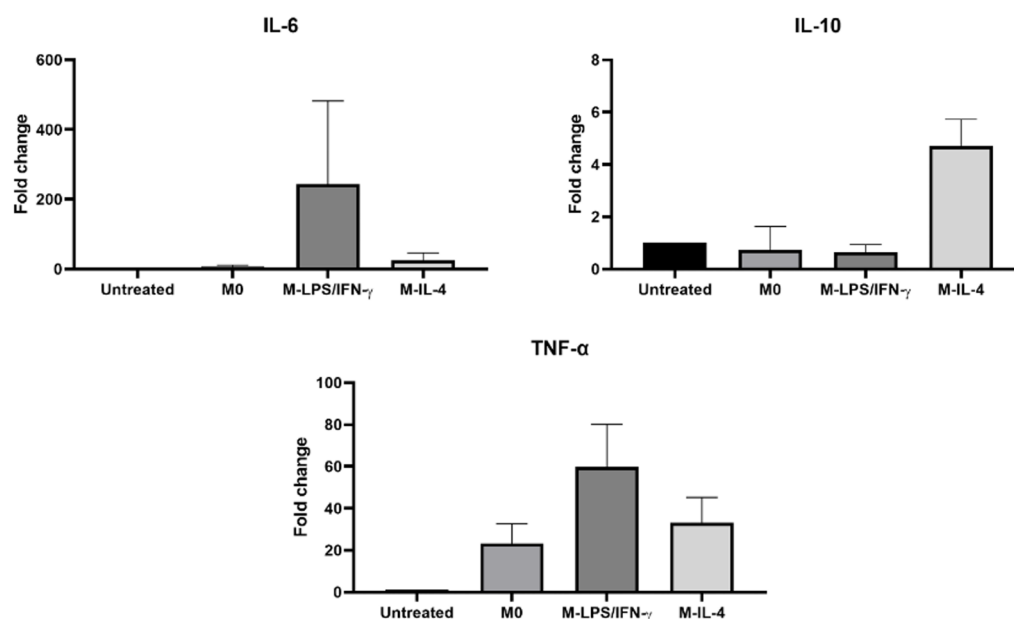 IL-6
Fold change
600
400
200
0
Untreated M0 M-LPS/IFN-γ M-IL-4
IL-10
Fold change
8
6
4
2
0
Untreated M0 M-LPS/IFN-γ M-IL-4
TNF-α
Fold change
100
80
60
40
20
0
Untreated M0 M-LPS/IFN-γ M-IL-4